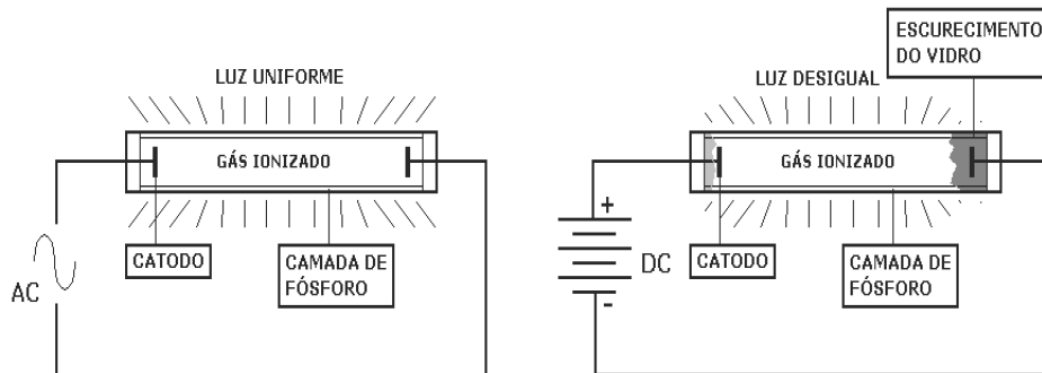 LUZ UNIFORME
GÁS IONIZADO
CATODO
CAMADA DE
FÓSFORO
AC
ESCURECIMENTO
DO VIDRO
LUZ DESIGUAL
GÁS IONIZADO
+
DC
-
CATODO
CAMADA DE
FÓSFORO